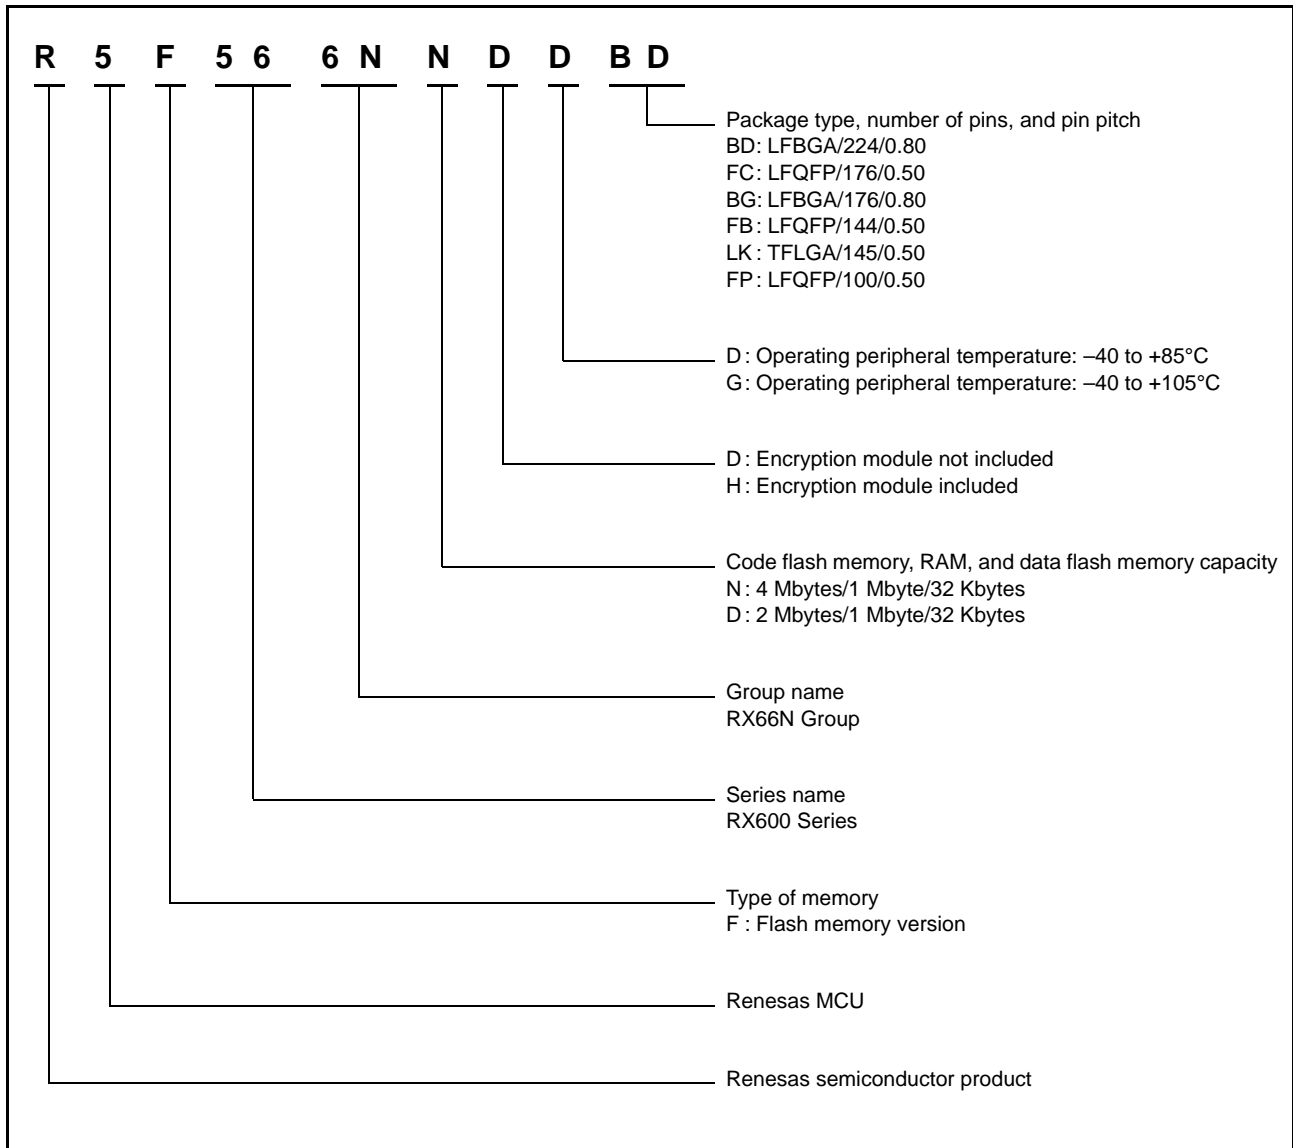 R 5 F 5 6 6 N N D D B D
Package type, number of pins, and pin pitch
BD: LFBGA/224/0.80
FC: LFQFP/176/0.50
BG: LFBGA/176/0.80
FB: LFQFP/144/0.50
LK: TFLGA/145/0.50
FP: LFQFP/100/0.50
D: Operating peripheral temperature: –40 to +85°C
G: Operating peripheral temperature: –40 to +105°C
D: Encryption module not included
H: Encryption module included
Code flash memory, RAM, and data flash memory capacity
N: 4 Mbytes/1 Mbyte/32 Kbytes
D: 2 Mbytes/1 Mbyte/32 Kbytes
Group name
RX66N Group
Series name
RX600 Series
Type of memory
F : Flash memory version
Renesas MCU
Renesas semiconductor product